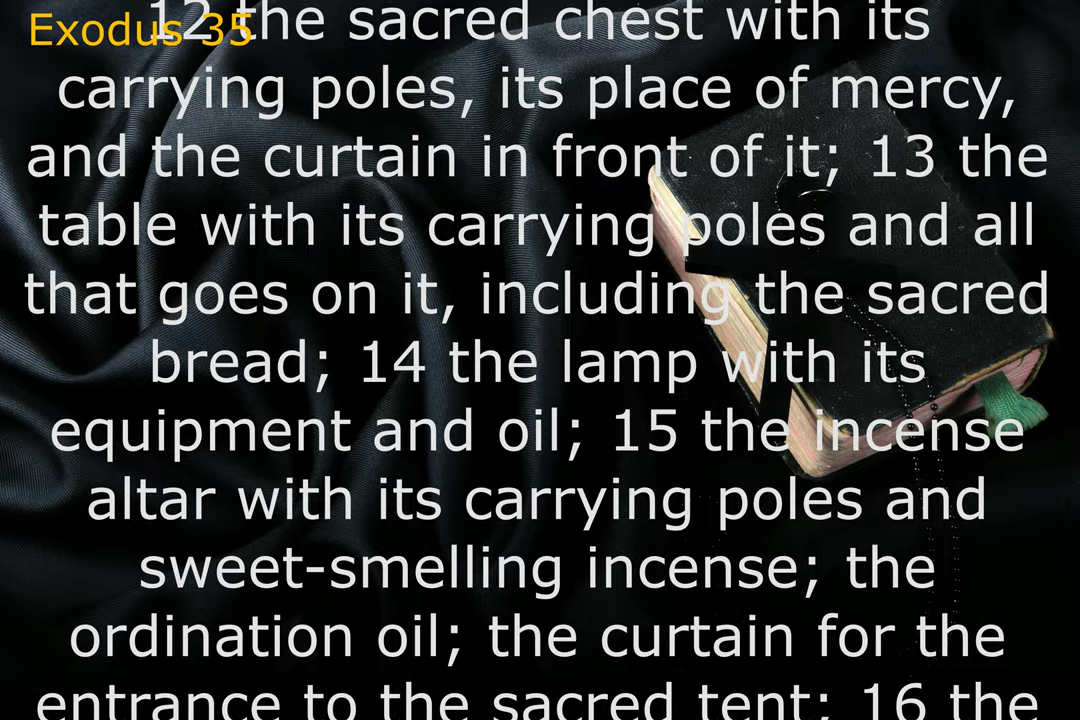 Exodus 35
12 the sacred chest with its
carrying poles, its place of mercy,
and the curtain in front of it; 13 the
table with its carrying poles and all
that goes on it, including the sacred
bread; 14 the lamp with its
equipment and oil; 15 the incense
altar with its carrying poles and
sweet-smelling incense; the
ordination oil; the curtain for the
entrance to the sacred tent; 16 the